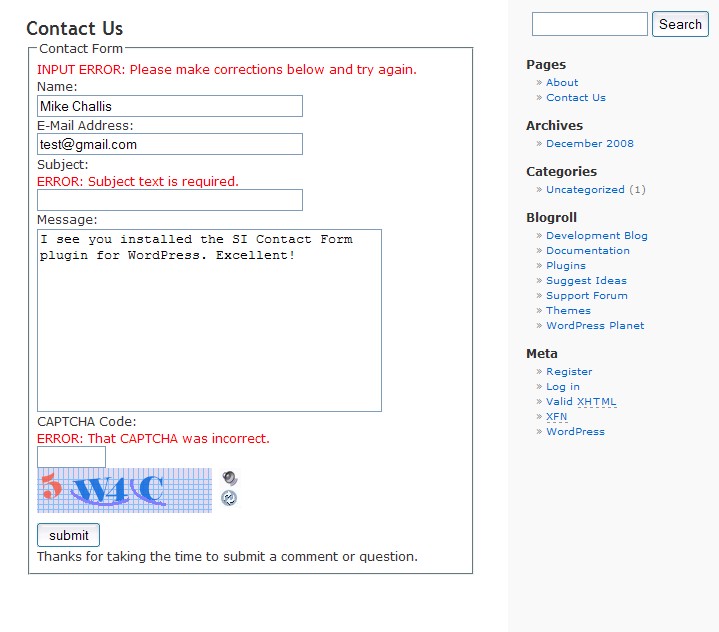 Contact Us
Contact Form
INPUT ERROR: Please make corrections below and try again.
Name:
Mike Challis
E-Mail Address:
test@gmail.com
Subject:
ERROR: Subject text is required.
Message:
I see you installed the SI Contact Form
plugin for WordPress. Excellent!
CAPTCHA Code:
ERROR: That CAPTCHA was incorrect.
5 W4C
submit
Thanks for taking the time to submit a comment or question.
Search
Pages
» About
» Contact Us
Archives
» December 2008
Categories
» Uncategorized (1)
Blogroll
» Development Blog
» Documentation
» Plugins
» Suggest Ideas
» Support Forum
» Themes
» WordPress Planet
Meta
» Register
» Log in
» Valid XHTML
» XFN
» WordPress